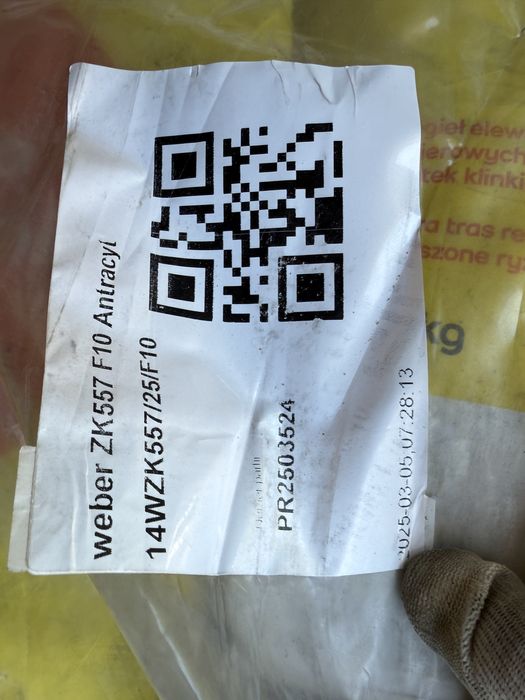 weber ZK557 F10 Antracyt
14WZK557/25/F10
PR2503524
2025-03-05,07:28:13
kg